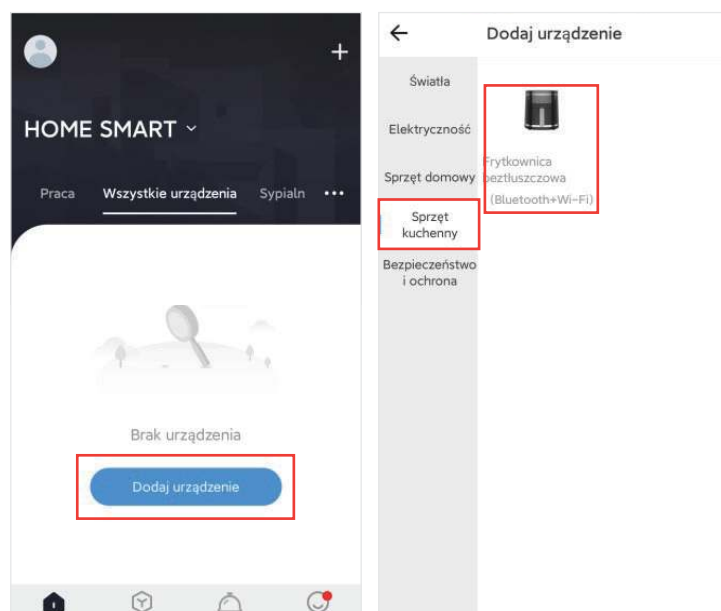 HOME SMART
Praca Wszystkie urządzenia Sypialn
Brak urządzenia
Dodaj urządzenie
Dodaj urządzenie
Światła
Elektryczność
Sprzęt domowy
Sprzęt
kuchenny
Bezpieczeństwo
i ochrona
Frytkownica
beztłuszczowa
(Bluetooth+Wi-Fi)